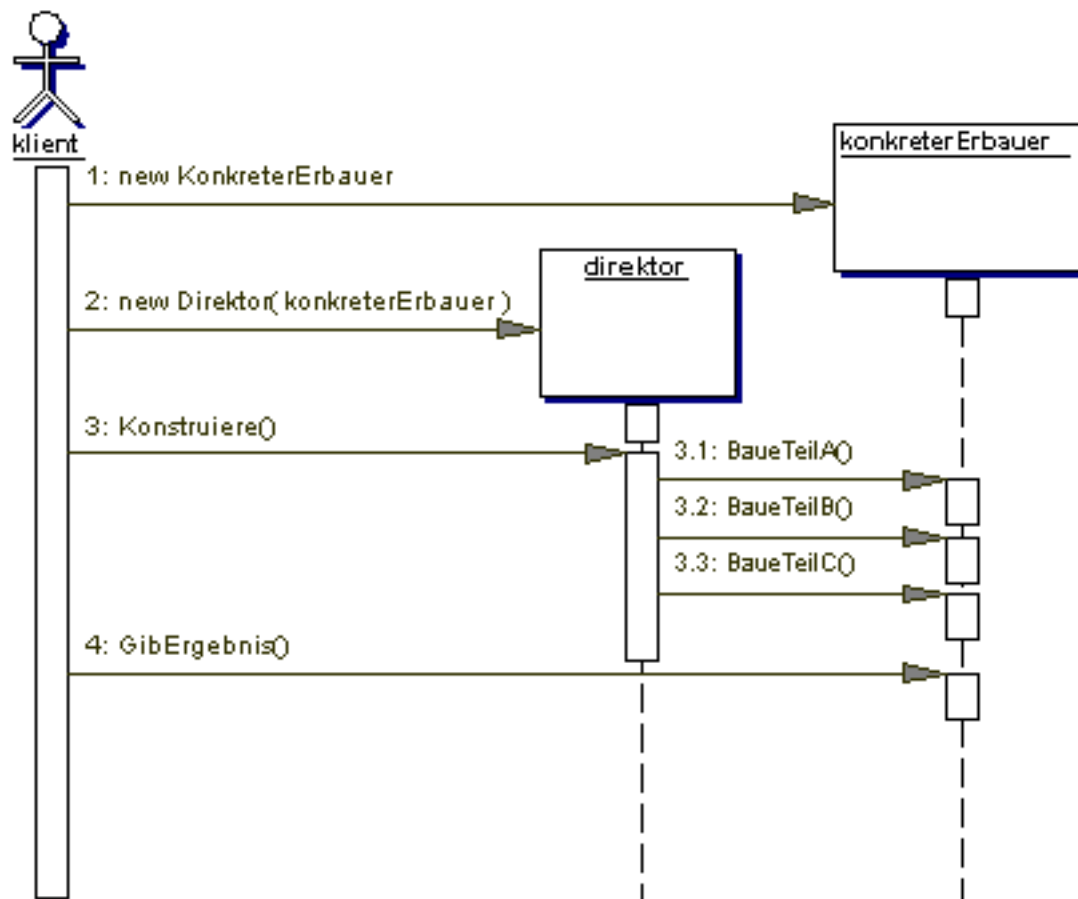 klient
konkreterErbauer
1: new KonkreterErbauer
direktor
2: new Direktor( konkreterErbauer )
3: Konstruiere()
3.1: BaueTeilA()
3.2: BaueTeilB()
3.3: BaueTeilC()
4: GibErgebnis()